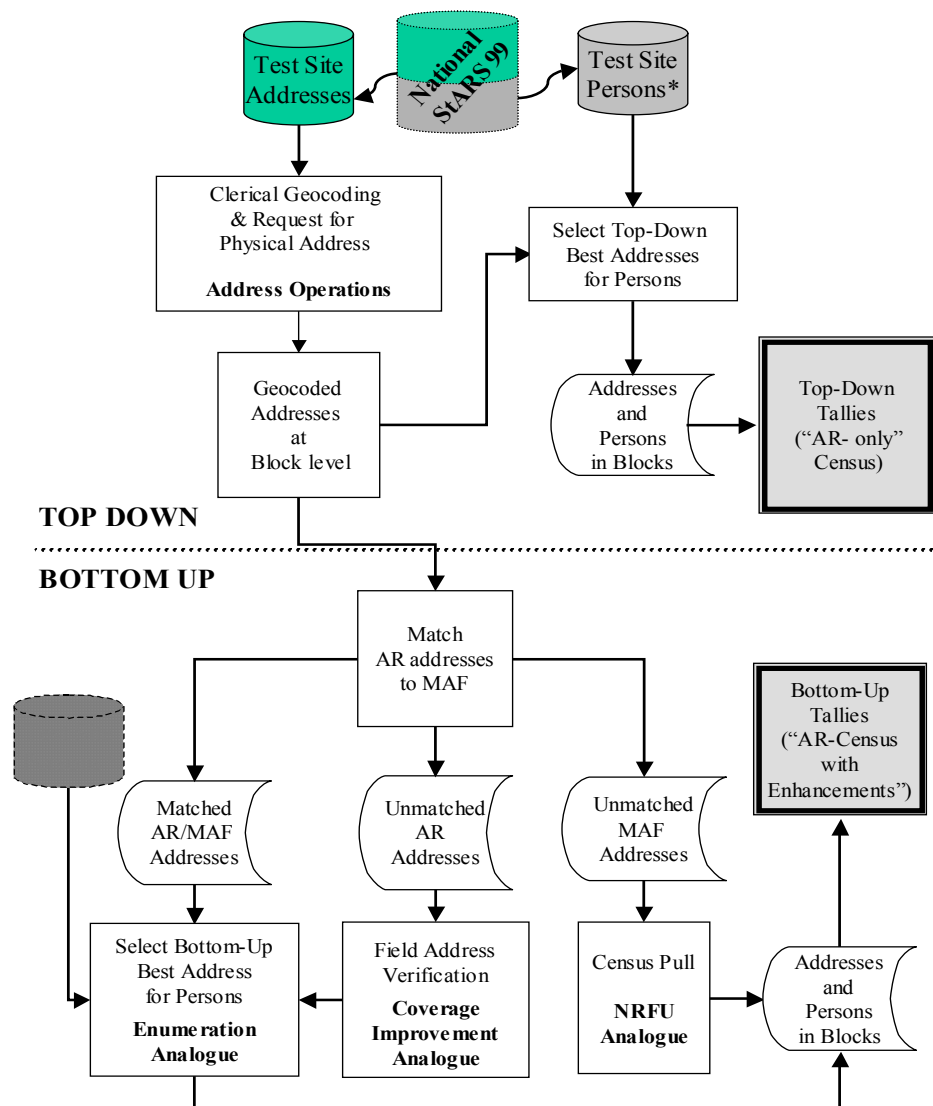 Test Site
Addresses
National
StARS 99
Test Site
Persons*
Clerical Geocoding
& Request for
Physical Address
Address Operations
Select Top-Down
Best Addresses
for Persons
Geocoded
Addresses
at
Block level
Addresses
and
Persons
in Blocks
Top-Down
Tallies
(“AR- only”
Census)
TOP DOWN
BOTTOM UP
Match
AR addresses
to MAF
Bottom-Up
Tallies
(“AR-Census
with
Enhancements”)
Matched
AR/MAF
Addresses
Unmatched
AR
Addresses
Unmatched
MAF
Addresses
Select Bottom-Up
Best Address
for Persons
Enumeration
Analogue
Field Address
Verification
Coverage
Improvement
Analogue
Census Pull
NRFU
Analogue
Addresses
and
Persons
in Blocks